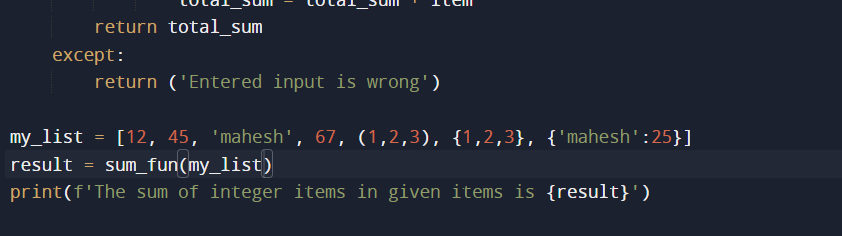 total_sum = total_sum + item
return total_sum
except:
return ('Entered input is wrong')
my_list = [12, 45, 'mahesh', 67, (1,2,3), {1,2,3}, {'mahesh':25}]
result = sum_fun(my_list)
print(f'The sum of integer items in given items is {result}')